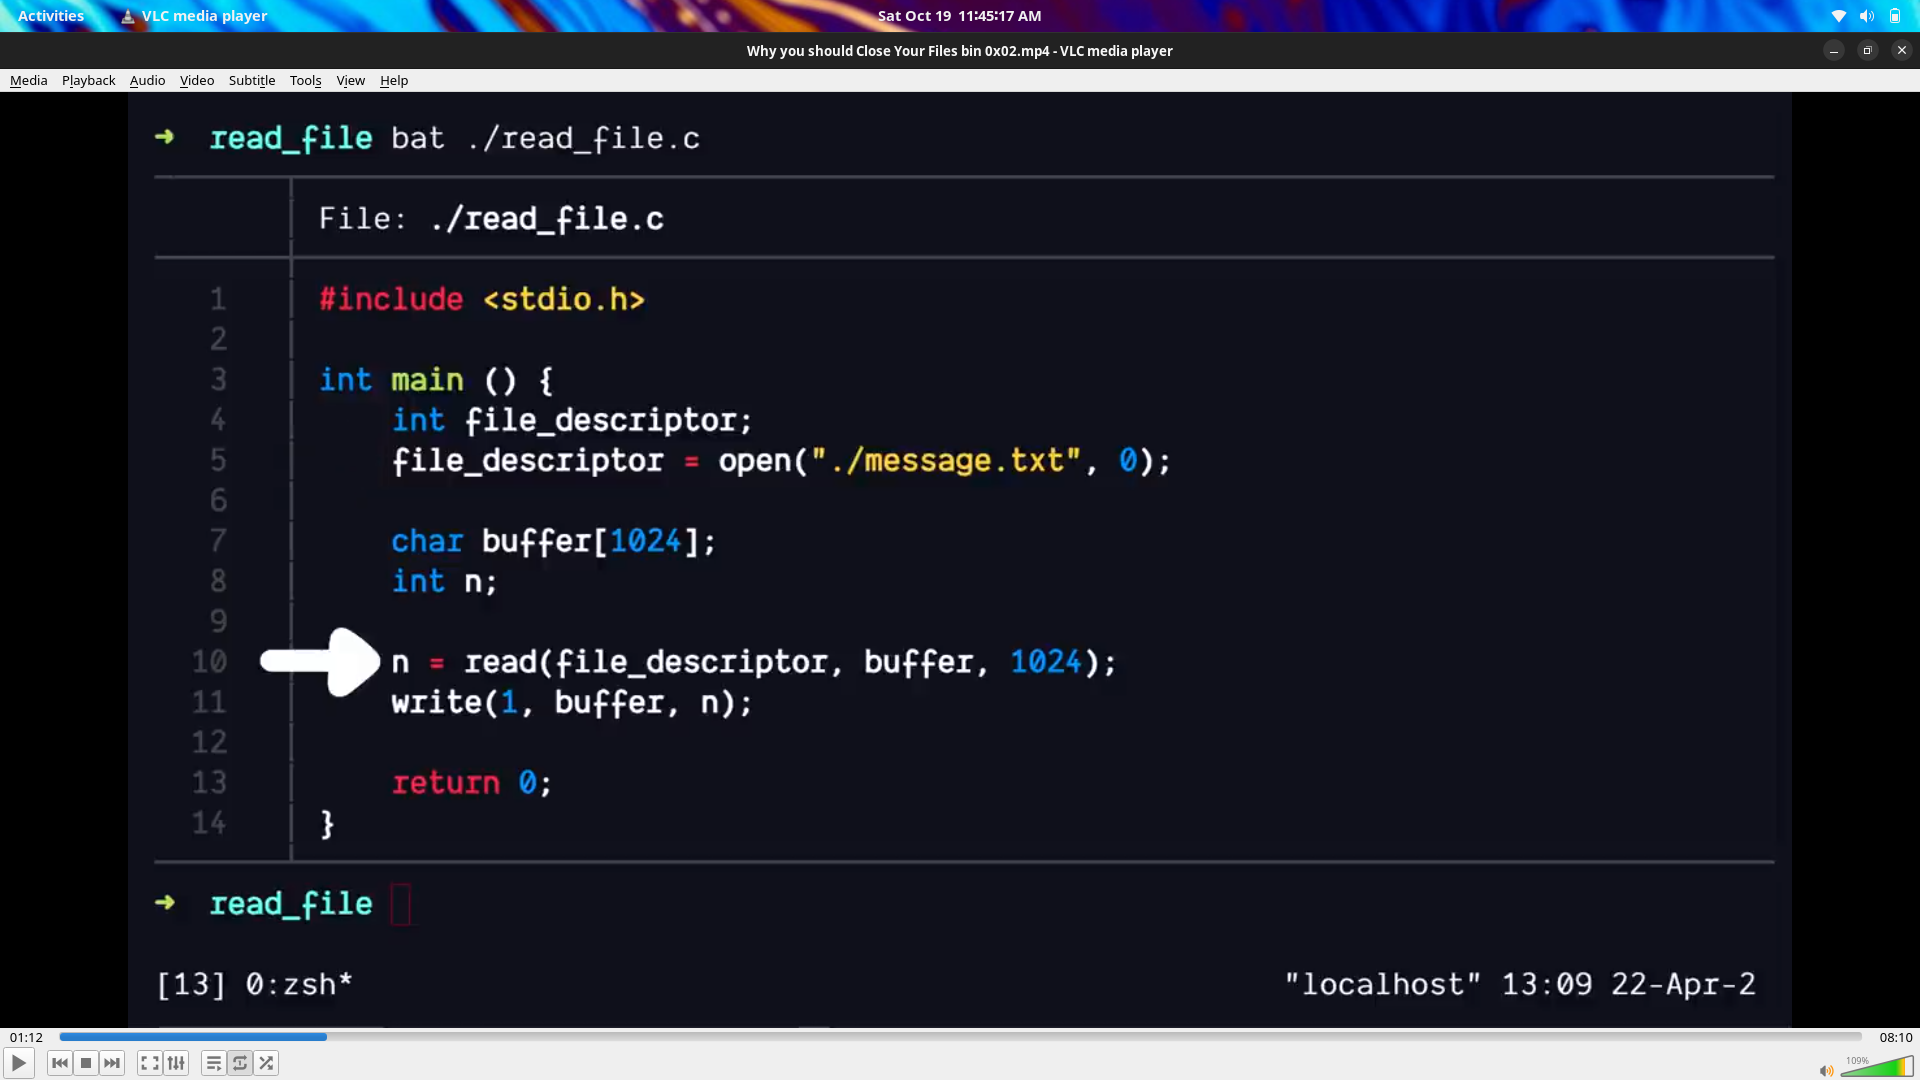 Activities VLC media player Sat Oct 19 11:45:17 AM
Why you should Close Your Files bin 0x02.mp4 - VLC media player
Media Playback Audio Video Subtitle Tools View Help
➜ read_file bat ./read_file.c
File: ./read_file.c
1 #include <stdio.h>
2
3 int main () {
4 int file_descriptor;
5 file_descriptor = open("./message.txt", 0);
6
7 char buffer[1024];
8 int n;
9
10 n = read(file_descriptor, buffer, 1024);
11 write(1, buffer, n);
12
13 return 0;
14 }
➜ read_file
[13] 0:zsh* "localhost" 13:09 22-Apr-2
01:12 08:10
109%